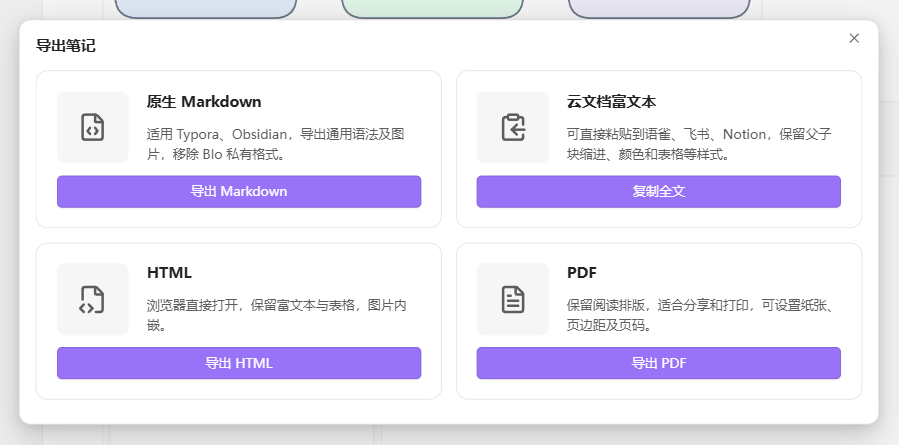 导出笔记
原生 Markdown
适用 Typora、Obsidian，导出通用语法及图
片，移除 Blo 私有格式。
导出 Markdown
云文档富文本
可直接粘贴到语雀、飞书、Notion，保留父子
块缩进、颜色和表格等样式。
复制全文
HTML
浏览器直接打开，保留富文本与表格，图片内
嵌。
导出 HTML
PDF
保留阅读排版，适合分享和打印，可设置纸张、
页边距及页码。
导出 PDF